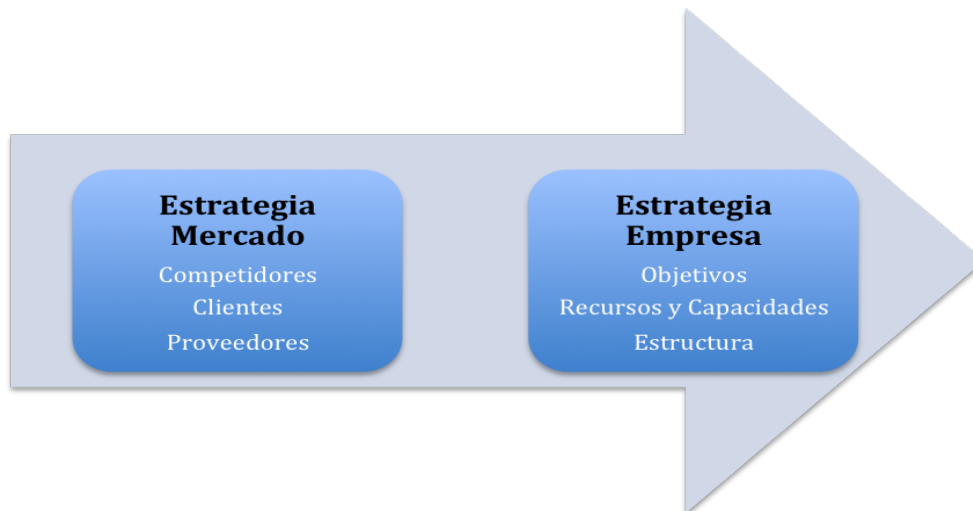 Estrategia
Mercado
Competidores
Clientes
Proveedores
Estrategia
Empresa
Objetivos
Recursos y Capacidades
Estructura